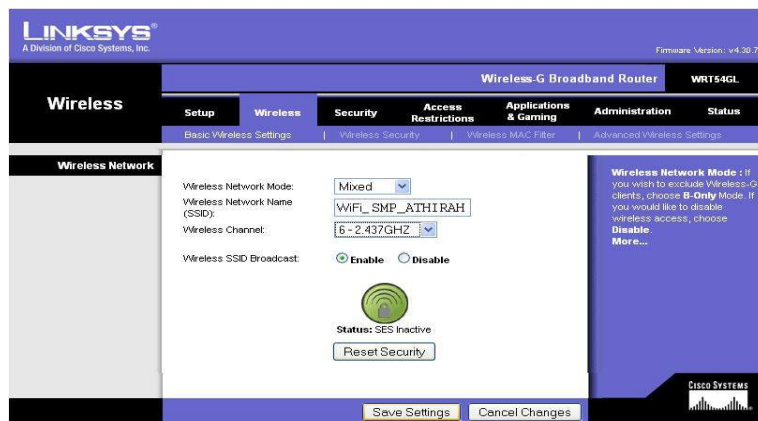 LINKSYS®
A Division of Cisco Systems, Inc.
Firmware Version: v4.30.7
Wireless-G Broadband Router WRT54GL
Wireless
Setup Wireless Security Access Restrictions Applications & Gaming Administration Status
Basic Wireless Settings | Wireless Security | Wireless MAC Filter | Advanced Wireless Settings
Wireless Network
Wireless Network Mode: Mixed
Wireless Network Name (SSID): WiFi_SMP_ATHIRAH
Wireless Channel: 6 - 2.437GHZ
Wireless SSID Broadcast: Enable Disable
Status: SES Inactive
Reset Security
Wireless Network Mode : If
you wish to exclude Wireless-G
clients, choose B-Only Mode. If
you would like to disable
wireless access, choose
Disable.
More...
Save Settings Cancel Changes
CISCO SYSTEMS